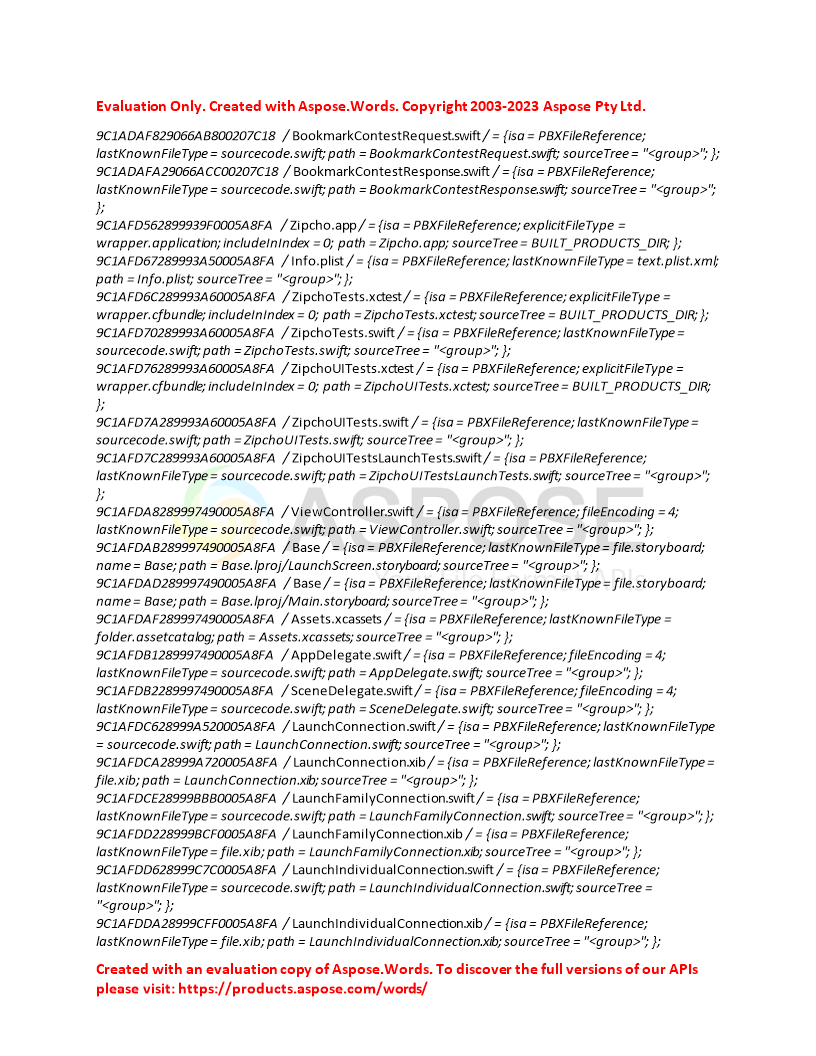 Evaluation Only. Created with Aspose.Words. Copyright 2003-2023 Aspose Pty Ltd.
9C1ADAF829066AB800207C18 / BookmarkContestRequest.swift / = {isa = PBXFileReference;
lastKnownFileType = sourcecode.swift; path = BookmarkContestRequest.swift; sourceTree = "<group>"; };
9C1ADAFA29066ACC00207C18 / BookmarkContestResponse.swift / = {isa = PBXFileReference;
lastKnownFileType = sourcecode.swift; path = BookmarkContestResponse.swift; sourceTree = "<group>";
};
9C1AFD562899939F0005A8FA / Zipcho.app / = {isa = PBXFileReference; explicitFileType =
wrapper.application; includeInIndex = 0; path = Zipcho.app; sourceTree = BUILT_PRODUCTS_DIR; };
9C1AFD67289993A50005A8FA / Info.plist / = {isa = PBXFileReference; lastKnownFileType = text.plist.xml;
path = Info.plist; sourceTree = "<group>"; };
9C1AFD6C289993A60005A8FA / ZipchoTests.xctest / = {isa = PBXFileReference; explicitFileType =
wrapper.cfbundle; includeInIndex = 0; path = ZipchoTests.xctest; sourceTree = BUILT_PRODUCTS_DIR; };
9C1AFD70289993A60005A8FA / ZipchoTests.swift / = {isa = PBXFileReference; lastKnownFileType =
sourcecode.swift; path = ZipchoTests.swift; sourceTree = "<group>"; };
9C1AFD76289993A60005A8FA / ZipchoUITests.xctest / = {isa = PBXFileReference; explicitFileType =
wrapper.cfbundle; includeInIndex = 0; path = ZipchoUITests.xctest; sourceTree = BUILT_PRODUCTS_DIR;
};
9C1AFD7A289993A60005A8FA / ZipchoUITests.swift / = {isa = PBXFileReference; lastKnownFileType =
sourcecode.swift; path = ZipchoUITests.swift; sourceTree = "<group>"; };
9C1AFD7C289993A60005A8FA / ZipchoUITestsLaunchTests.swift / = {isa = PBXFileReference;
lastKnownFileType = sourcecode.swift; path = ZipchoUITestsLaunchTests.swift; sourceTree = "<group>";
};
ASPOSE
9C1AFDA8289997490005A8FA / ViewController.swift / = {isa = PBXFileReference; fileEncoding = 4;
lastKnownFileType = sourcecode.swift; path = ViewController.swift; sourceTree = "<group>"; };
9C1AFDAB289997490005A8FA / Base / = {isa = PBXFileReference; lastKnownFileType = file.storyboard;
name = Base; path = Base.lproj/LaunchScreen.storyboard; sourceTree = "<group>"; };
9C1AFDAD289997490005A8FA / Base / = {isa = PBXFileReference; lastKnownFileType = file.storyboard;
name = Base; path = Base.lproj/Main.storyboard; sourceTree = "<group>"; };
9C1AFDAF289997490005A8FA / Assets.xcassets / = {isa = PBXFileReference; lastKnownFileType =
folder.assetcatalog; path = Assets.xcassets; sourceTree = "<group>"; };
9C1AFDB1289997490005A8FA / AppDelegate.swift / = {isa = PBXFileReference; fileEncoding = 4;
lastKnownFileType = sourcecode.swift; path = AppDelegate.swift; sourceTree = "<group>"; };
9C1AFDB2289997490005A8FA / SceneDelegate.swift / = {isa = PBXFileReference; fileEncoding = 4;
lastKnownFileType = sourcecode.swift; path = SceneDelegate.swift; sourceTree = "<group>"; };
9C1AFDC628999A520005A8FA / LaunchConnection.swift / = {isa = PBXFileReference; lastKnownFileType
= sourcecode.swift; path = LaunchConnection.swift; sourceTree = "<group>"; };
9C1AFDCA28999A720005A8FA / LaunchConnection.xib / = {isa = PBXFileReference; lastKnownFileType =
file.xib; path = LaunchConnection.xib; sourceTree = "<group>"; };
9C1AFDCE28999BBB0005A8FA / LaunchFamilyConnection.swift / = {isa = PBXFileReference;
lastKnownFileType = sourcecode.swift; path = LaunchFamilyConnection.swift; sourceTree = "<group>"; };
9C1AFDD228999BCF0005A8FA / LaunchFamilyConnection.xib / = {isa = PBXFileReference;
lastKnownFileType = file.xib; path = LaunchFamilyConnection.xib; sourceTree = "<group>"; };
9C1AFDD628999C7C0005A8FA / LaunchIndividualConnection.swift / = {isa = PBXFileReference;
lastKnownFileType = sourcecode.swift; path = LaunchIndividualConnection.swift; sourceTree =
"<group>"; };
9C1AFDDA28999CFF0005A8FA / LaunchIndividualConnection.xib / = {isa = PBXFileReference;
lastKnownFileType = file.xib; path = LaunchIndividualConnection.xib; sourceTree = "<group>"; };
Created with an evaluation copy of Aspose.Words. To discover the full versions of our APIs
please visit: https://products.aspose.com/words/